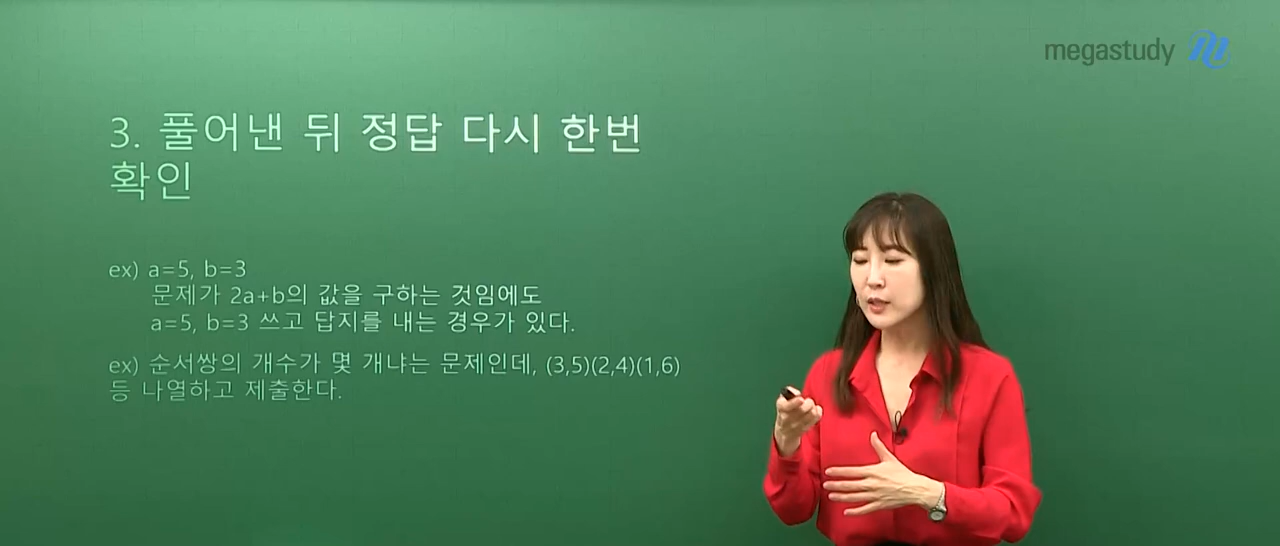 megastudy
3. 풀어낸 뒤 정답 다시 한번
확인
ex) a=5, b=3
문제가 2a+b의 값을 구하는 것임에도
a=5, b=3 쓰고 답지를 내는 경우가 있다.
ex) 순서쌍의 개수가 몇 개냐는 문제인데, (3,5)(2,4)(1,6)
등 나열하고 제출한다.